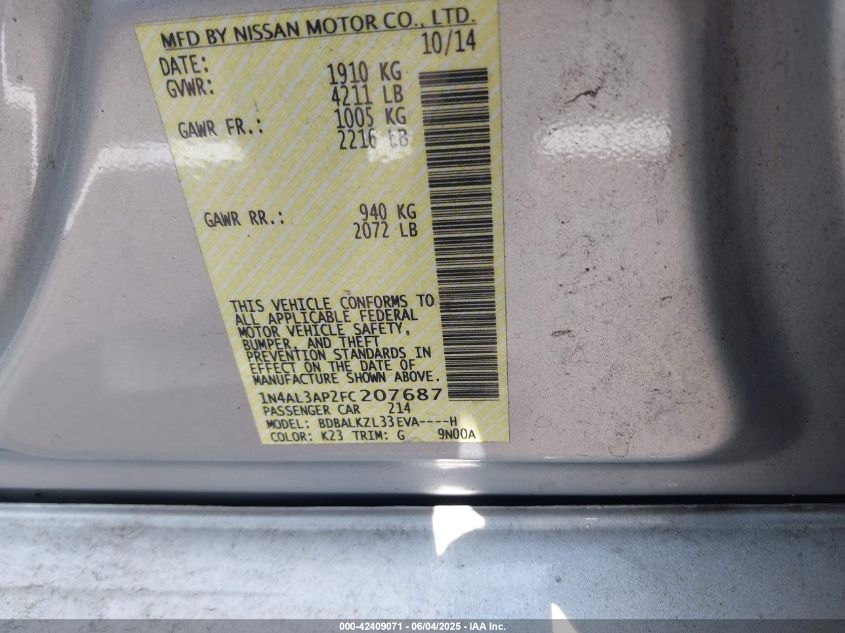 MFD BY NISSAN MOTOR CO., LTD.
DATE: 10/14
GVWR: 1910 KG
4211 LB
GAWR FR.: 1005 KG
2216 LB
GAWR RR.: 940 KG
2072 LB
THIS VEHICLE CONFORMS TO
ALL APPLICABLE FEDERAL
MOTOR VEHICLE SAFETY,
BUMPER, AND THEFT
PREVENTION STANDARDS IN
EFFECT ON THE DATE OF
MANUFACTURE SHOWN ABOVE.
1N4AL3AP2FC207687
PASSENGER CAR 214
MODEL: BDBALKZL33EVA----H
COLOR: K23 TRIM: G 9N00A
000-42409071 - 06/04/2025 - IAA Inc.